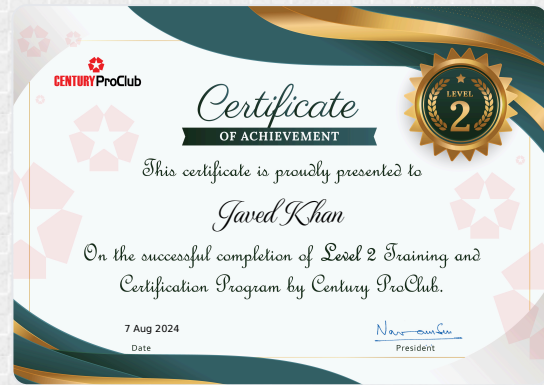 CENTURY ProClub
Certificate
OF ACHIEVEMENT
LEVEL
2
This certificate is proudly presented to
Javed Khan
On the successful completion of Level 2 Training and
Certification Program by Century ProClub.
7 Aug 2024
Date
President